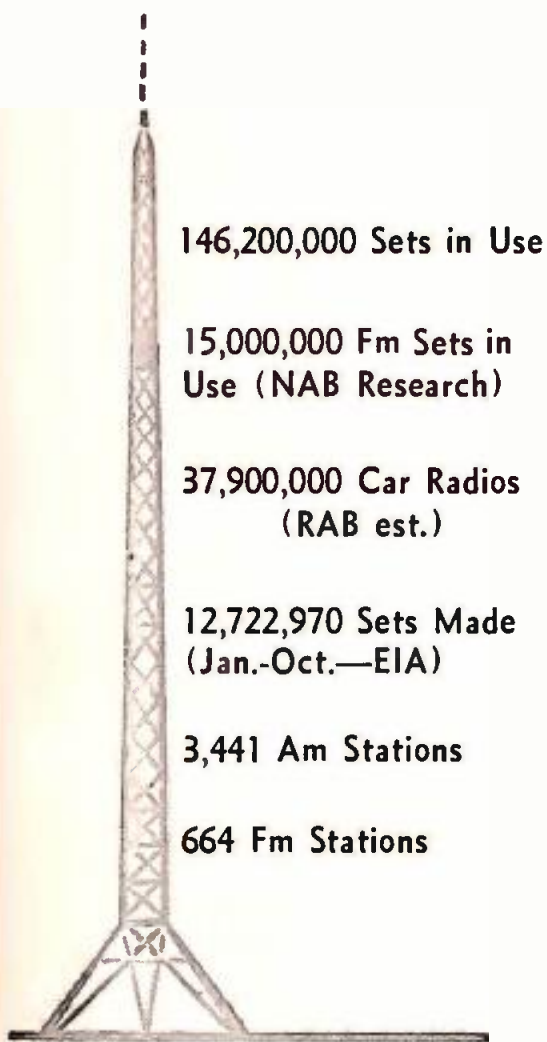 146,200,000 Sets in Use
15,000,000 Fm Sets in
Use (NAB Research)
37,900,000 Car Radios
(RAB est.)
12,722,970 Sets Made
(Jan.-Oct.—EIA)
3,441 Am Stations
664 Fm Stations